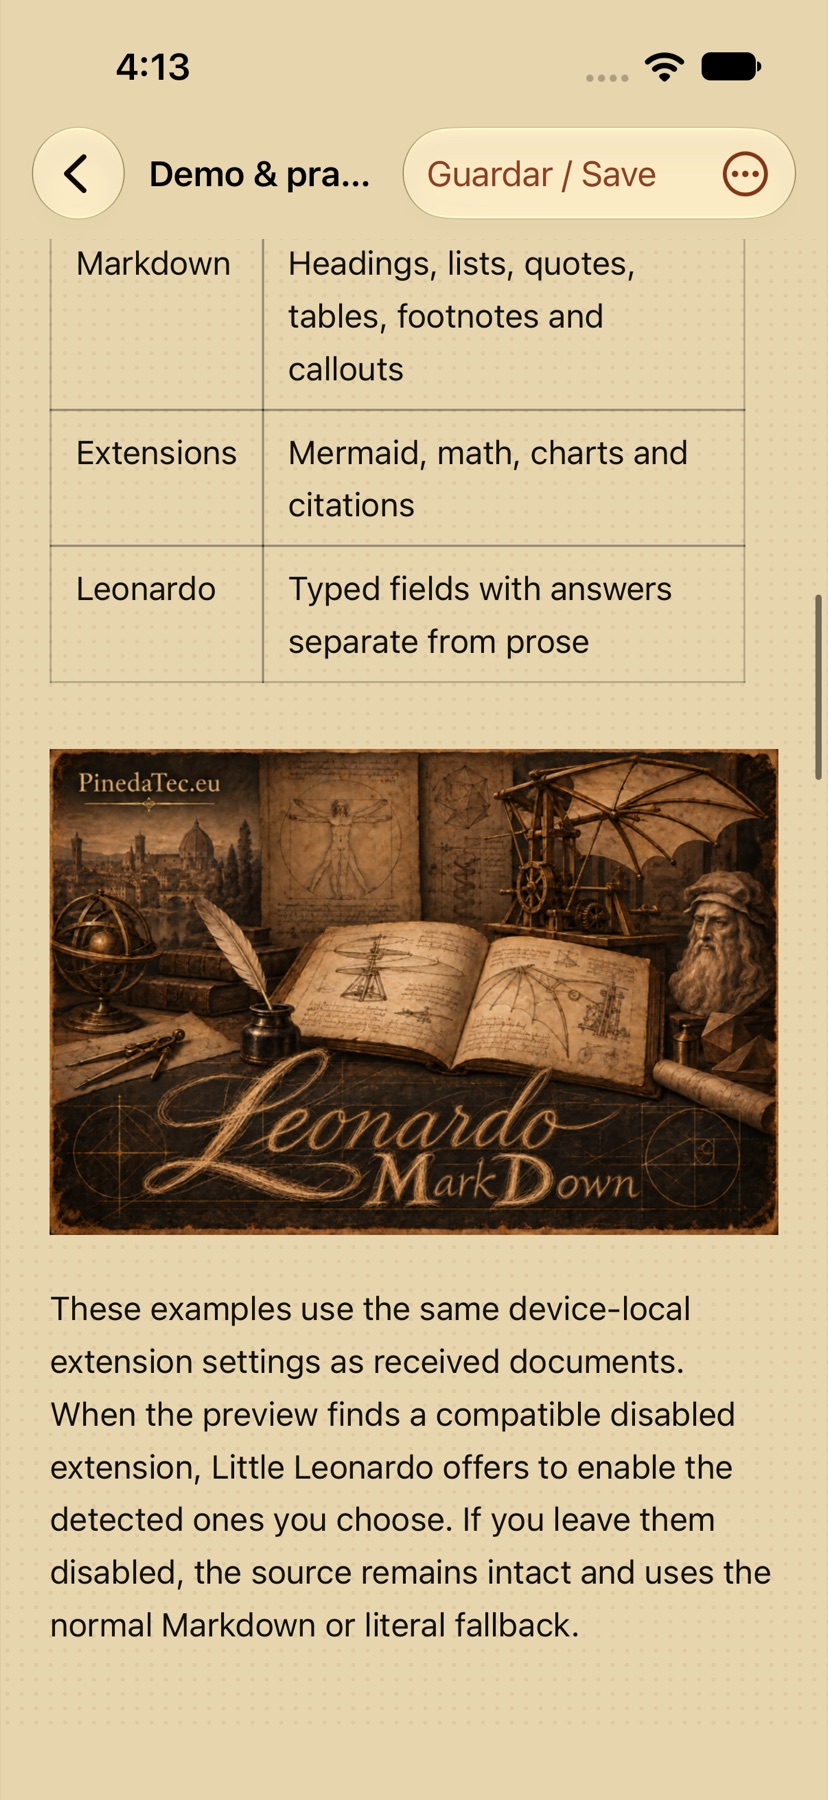 4:13
Demo & pra...
Guardar / Save
Markdown
Headings, lists, quotes,
tables, footnotes and
callouts
Extensions
Mermaid, math, charts and
citations
Leonardo
Typed fields with answers
separate from prose
PinedaTec.eu
Leonardo
MarkDown
These examples use the same device-local
extension settings as received documents.
When the preview finds a compatible disabled
extension, Little Leonardo offers to enable the
detected ones you choose. If you leave them
disabled, the source remains intact and uses the
normal Markdown or literal fallback.